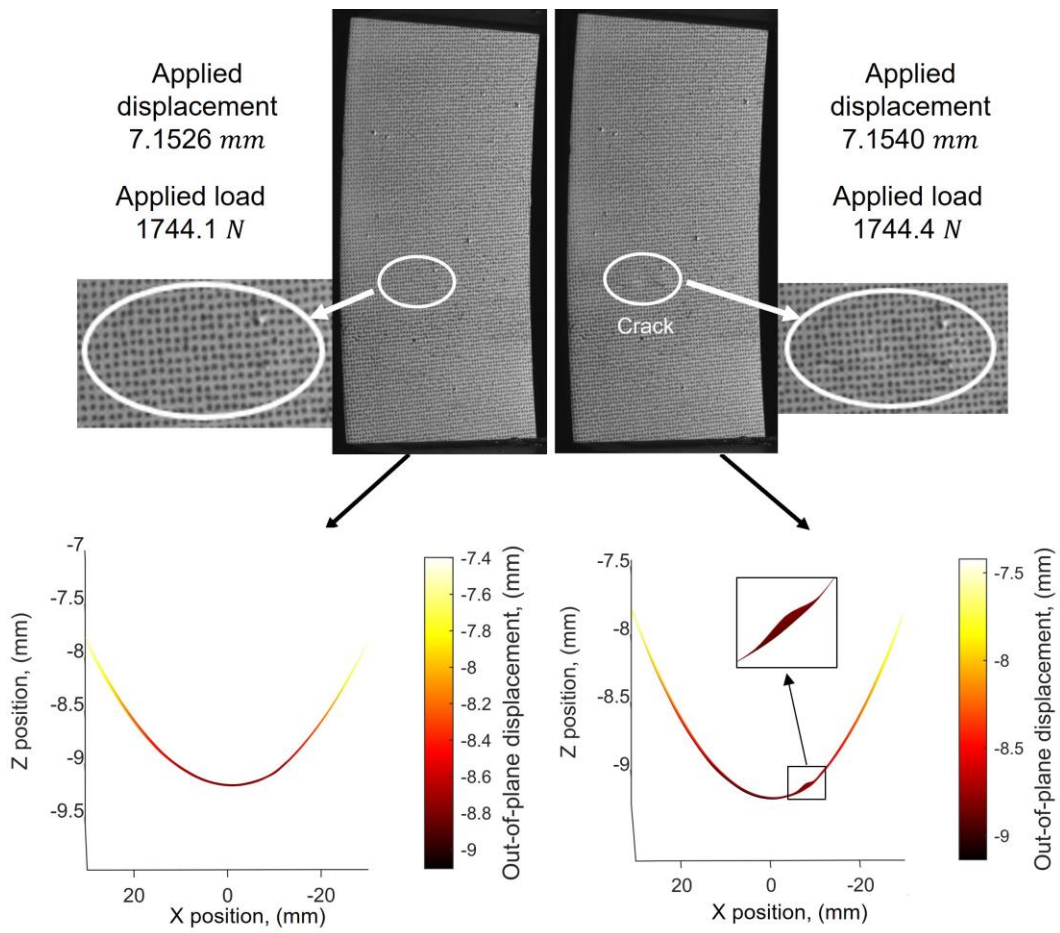 Applied
displacement
7.1526 mm
Applied load
1744.1 N
Applied
displacement
7.1540 mm
Applied load
1744.4 N
Crack
-7
-7.5
-8
-8.5
-9
-9.5
Z position, (mm)
20 0 -20
X position, (mm)
-7.4
-7.6
-7.8
-8
-8.2
-8.4
-8.6
-8.8
-9
Out-of-plane displacement, (mm)
-7.5
-8
-8.5
-9
Z position, (mm)
20 0 -20
X position, (mm)
-7.5
-8
-8.5
-9
Out-of-plane displacement, (mm)